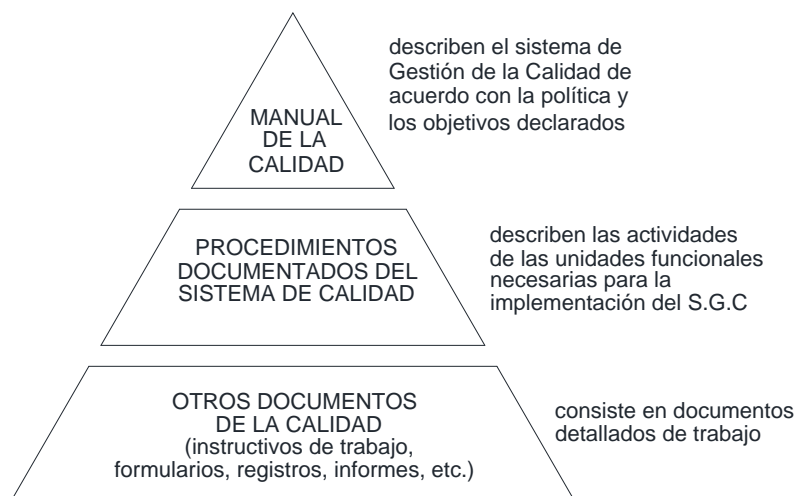 MANUAL
DE LA
CALIDAD
describen el sistema de
Gestión de la Calidad de
acuerdo con la política y
los objetivos declarados
PROCEDIMIENTOS
DOCUMENTADOS DEL
SISTEMA DE CALIDAD
describen las actividades
de las unidades funcionales
necesarias para la
implementación del S.G.C
OTROS DOCUMENTOS
DE LA CALIDAD
(instructivos de trabajo,
formularios, registros, informes, etc.)
consiste en documentos
detallados de trabajo